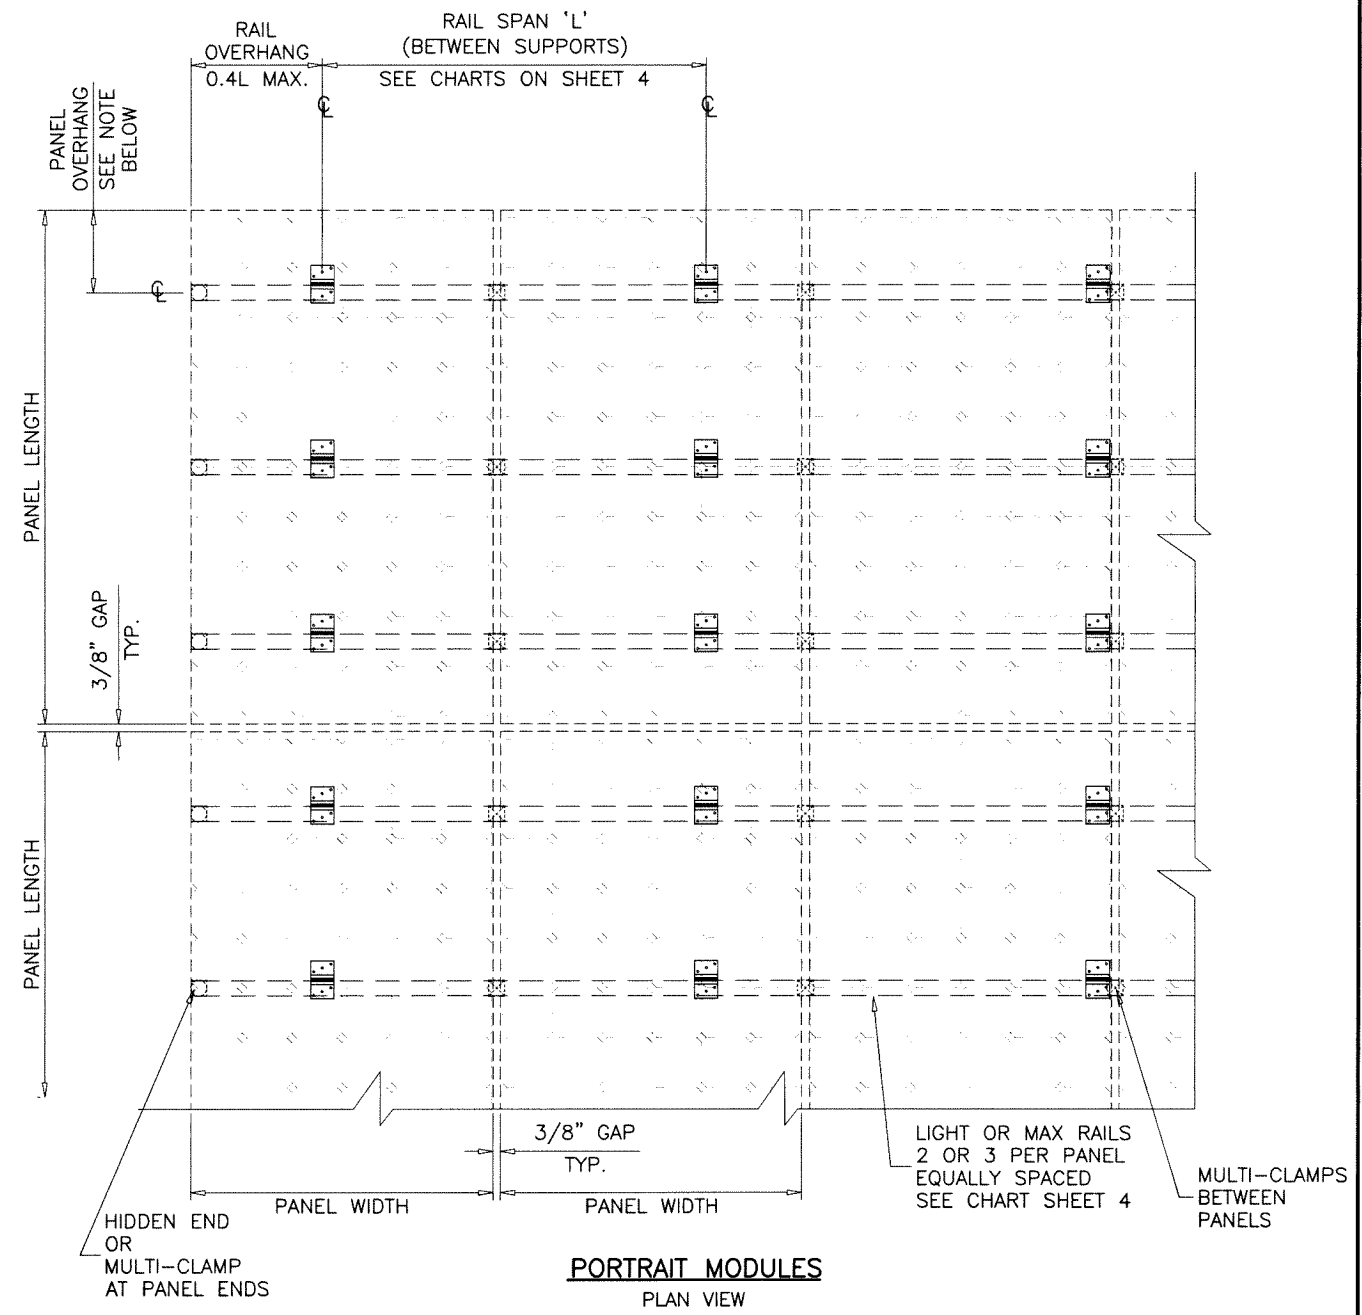 RAIL
OVERHANG
0.4L MAX.
RAIL SPAN 'L'
(BETWEEN SUPPORTS)
SEE CHARTS ON SHEET 4
℄
℄
PANEL
OVERHANG
SEE NOTE
BELOW
℄
PANEL LENGTH
3/8" GAP
TYP.
PANEL LENGTH
3/8" GAP
TYP.
PANEL WIDTH
PANEL WIDTH
LIGHT OR MAX RAILS
2 OR 3 PER PANEL
EQUALLY SPACED
SEE CHART SHEET 4
MULTI-CLAMPS
BETWEEN
PANELS
HIDDEN END
OR
MULTI-CLAMP
AT PANEL ENDS
PORTRAIT MODULES
PLAN VIEW